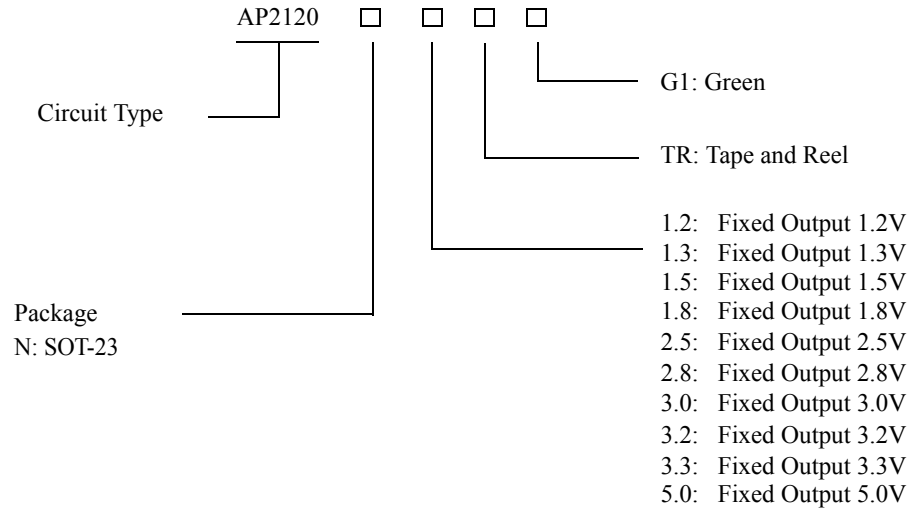 AP2120 □ □ □ □
G1: Green
Circuit Type
TR: Tape and Reel
1.2: Fixed Output 1.2V
1.3: Fixed Output 1.3V
1.5: Fixed Output 1.5V
1.8: Fixed Output 1.8V
2.5: Fixed Output 2.5V
2.8: Fixed Output 2.8V
3.0: Fixed Output 3.0V
3.2: Fixed Output 3.2V
3.3: Fixed Output 3.3V
5.0: Fixed Output 5.0V
Package
N: SOT-23